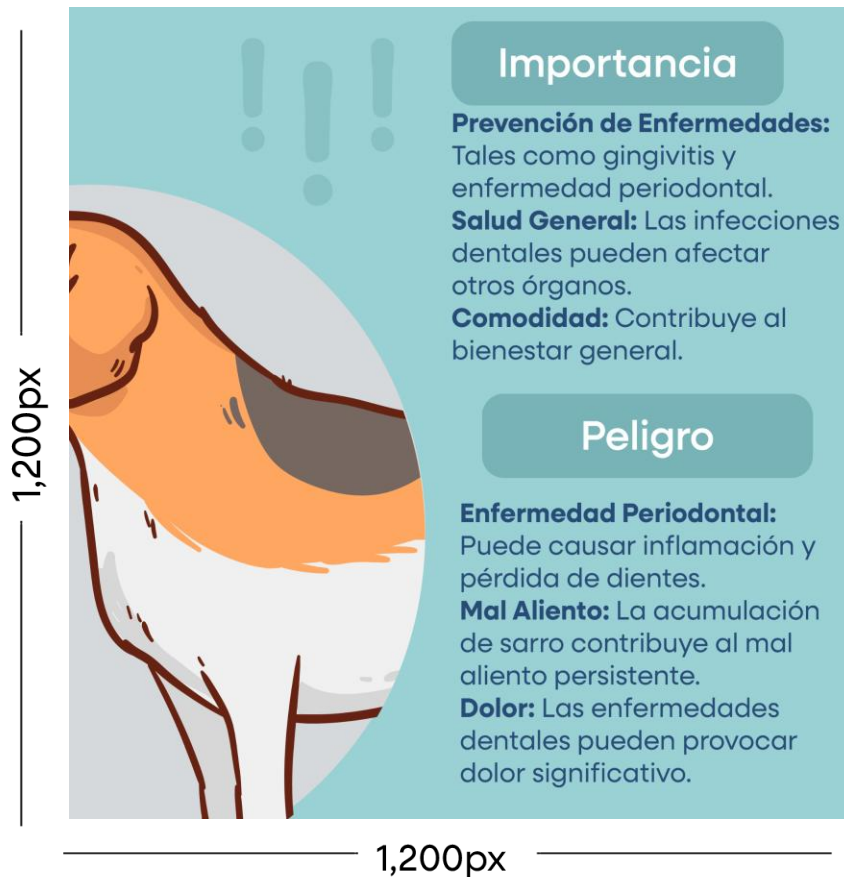 Importancia
Prevención de Enfermedades:
Tales como gingivitis y
enfermedad periodontal.
Salud General: Las infecciones
dentales pueden afectar
otros órganos.
Comodidad: Contribuye al
bienestar general.
Peligro
Enfermedad Periodontal:
Puede causar inflamación y
pérdida de dientes.
Mal Aliento: La acumulación
de sarro contribuye al mal
aliento persistente.
Dolor: Las enfermedades
dentales pueden provocar
dolor significativo.
1,200px
1,200px